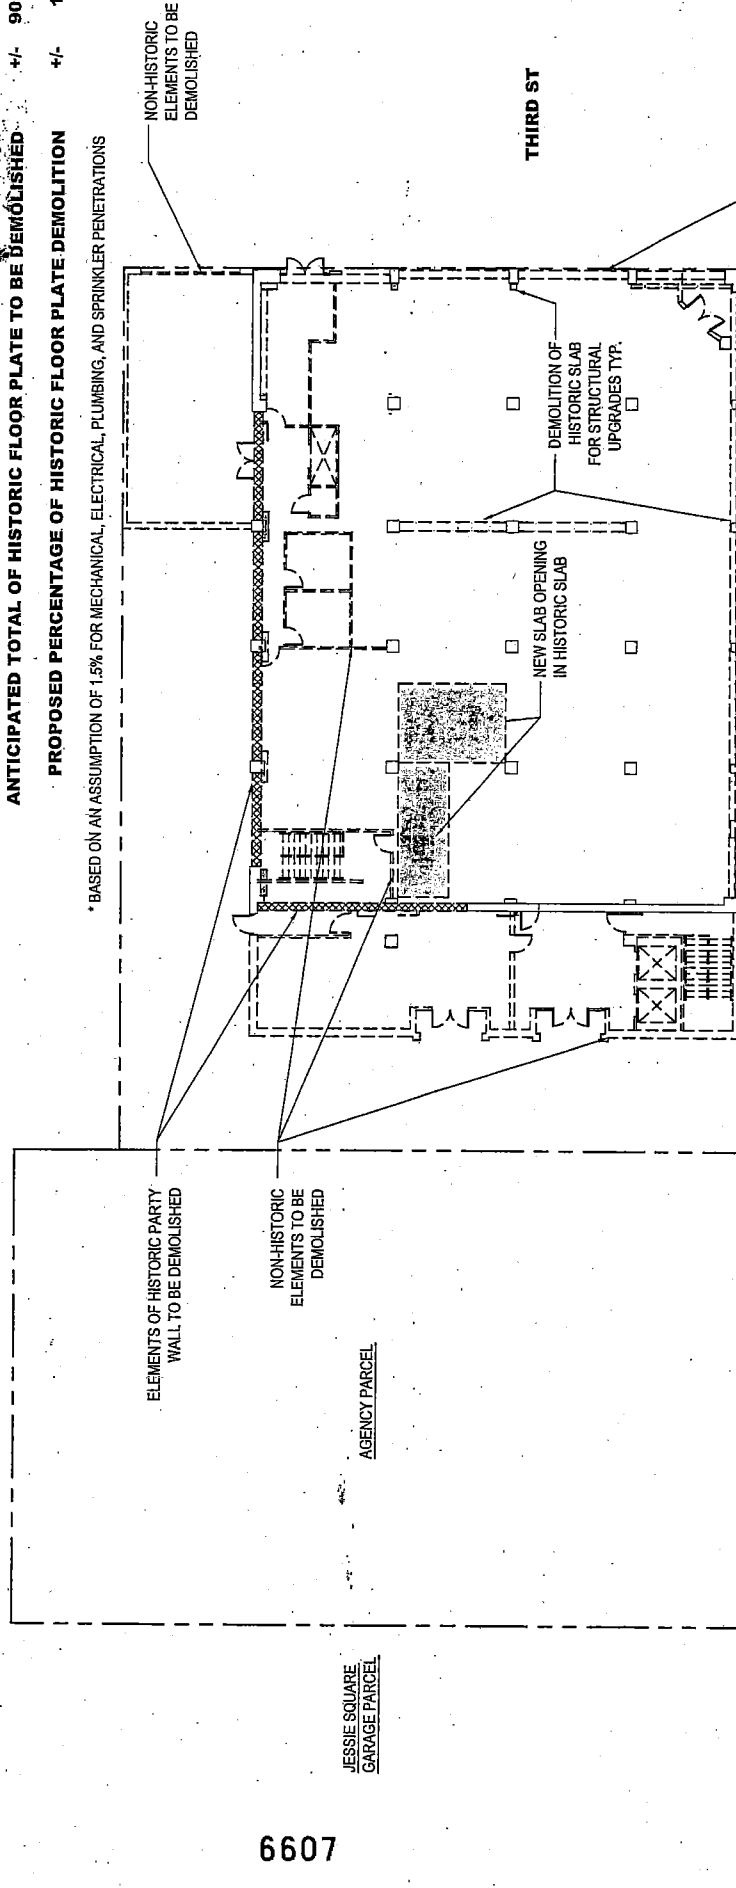 ANTICIPATED TOTAL OF HISTORIC FLOOR PLATE TO BE DEMOLISHED +/- 90
PROPOSED PERCENTAGE OF HISTORIC FLOOR PLATE DEMOLITION +/- 1
* BASED ON AN ASSUMPTION OF 1.5% FOR MECHANICAL, ELECTRICAL, PLUMBING, AND SPRINKLER PENETRATIONS
NON-HISTORIC
ELEMENTS TO BE
DEMOLISHED
THIRD ST
DEMOLITION OF
HISTORIC SLAB
FOR STRUCTURAL
UPGRADES TYP.
NEW SLAB OPENING
IN HISTORIC SLAB
ELEMENTS OF HISTORIC PARTY
WALL TO BE DEMOLISHED
NON-HISTORIC
ELEMENTS TO BE
DEMOLISHED
AGENCY PARCEL
JESSIE SQUARE
GARAGE PARCEL
6607